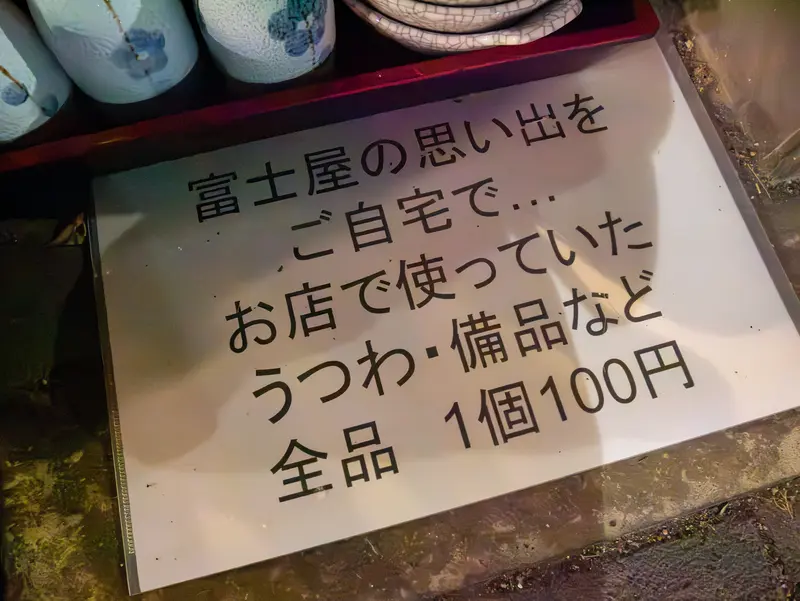 富士屋の思い出を
ご自宅で…
お店で使っていた
うつわ・備品など
全品 1個100円